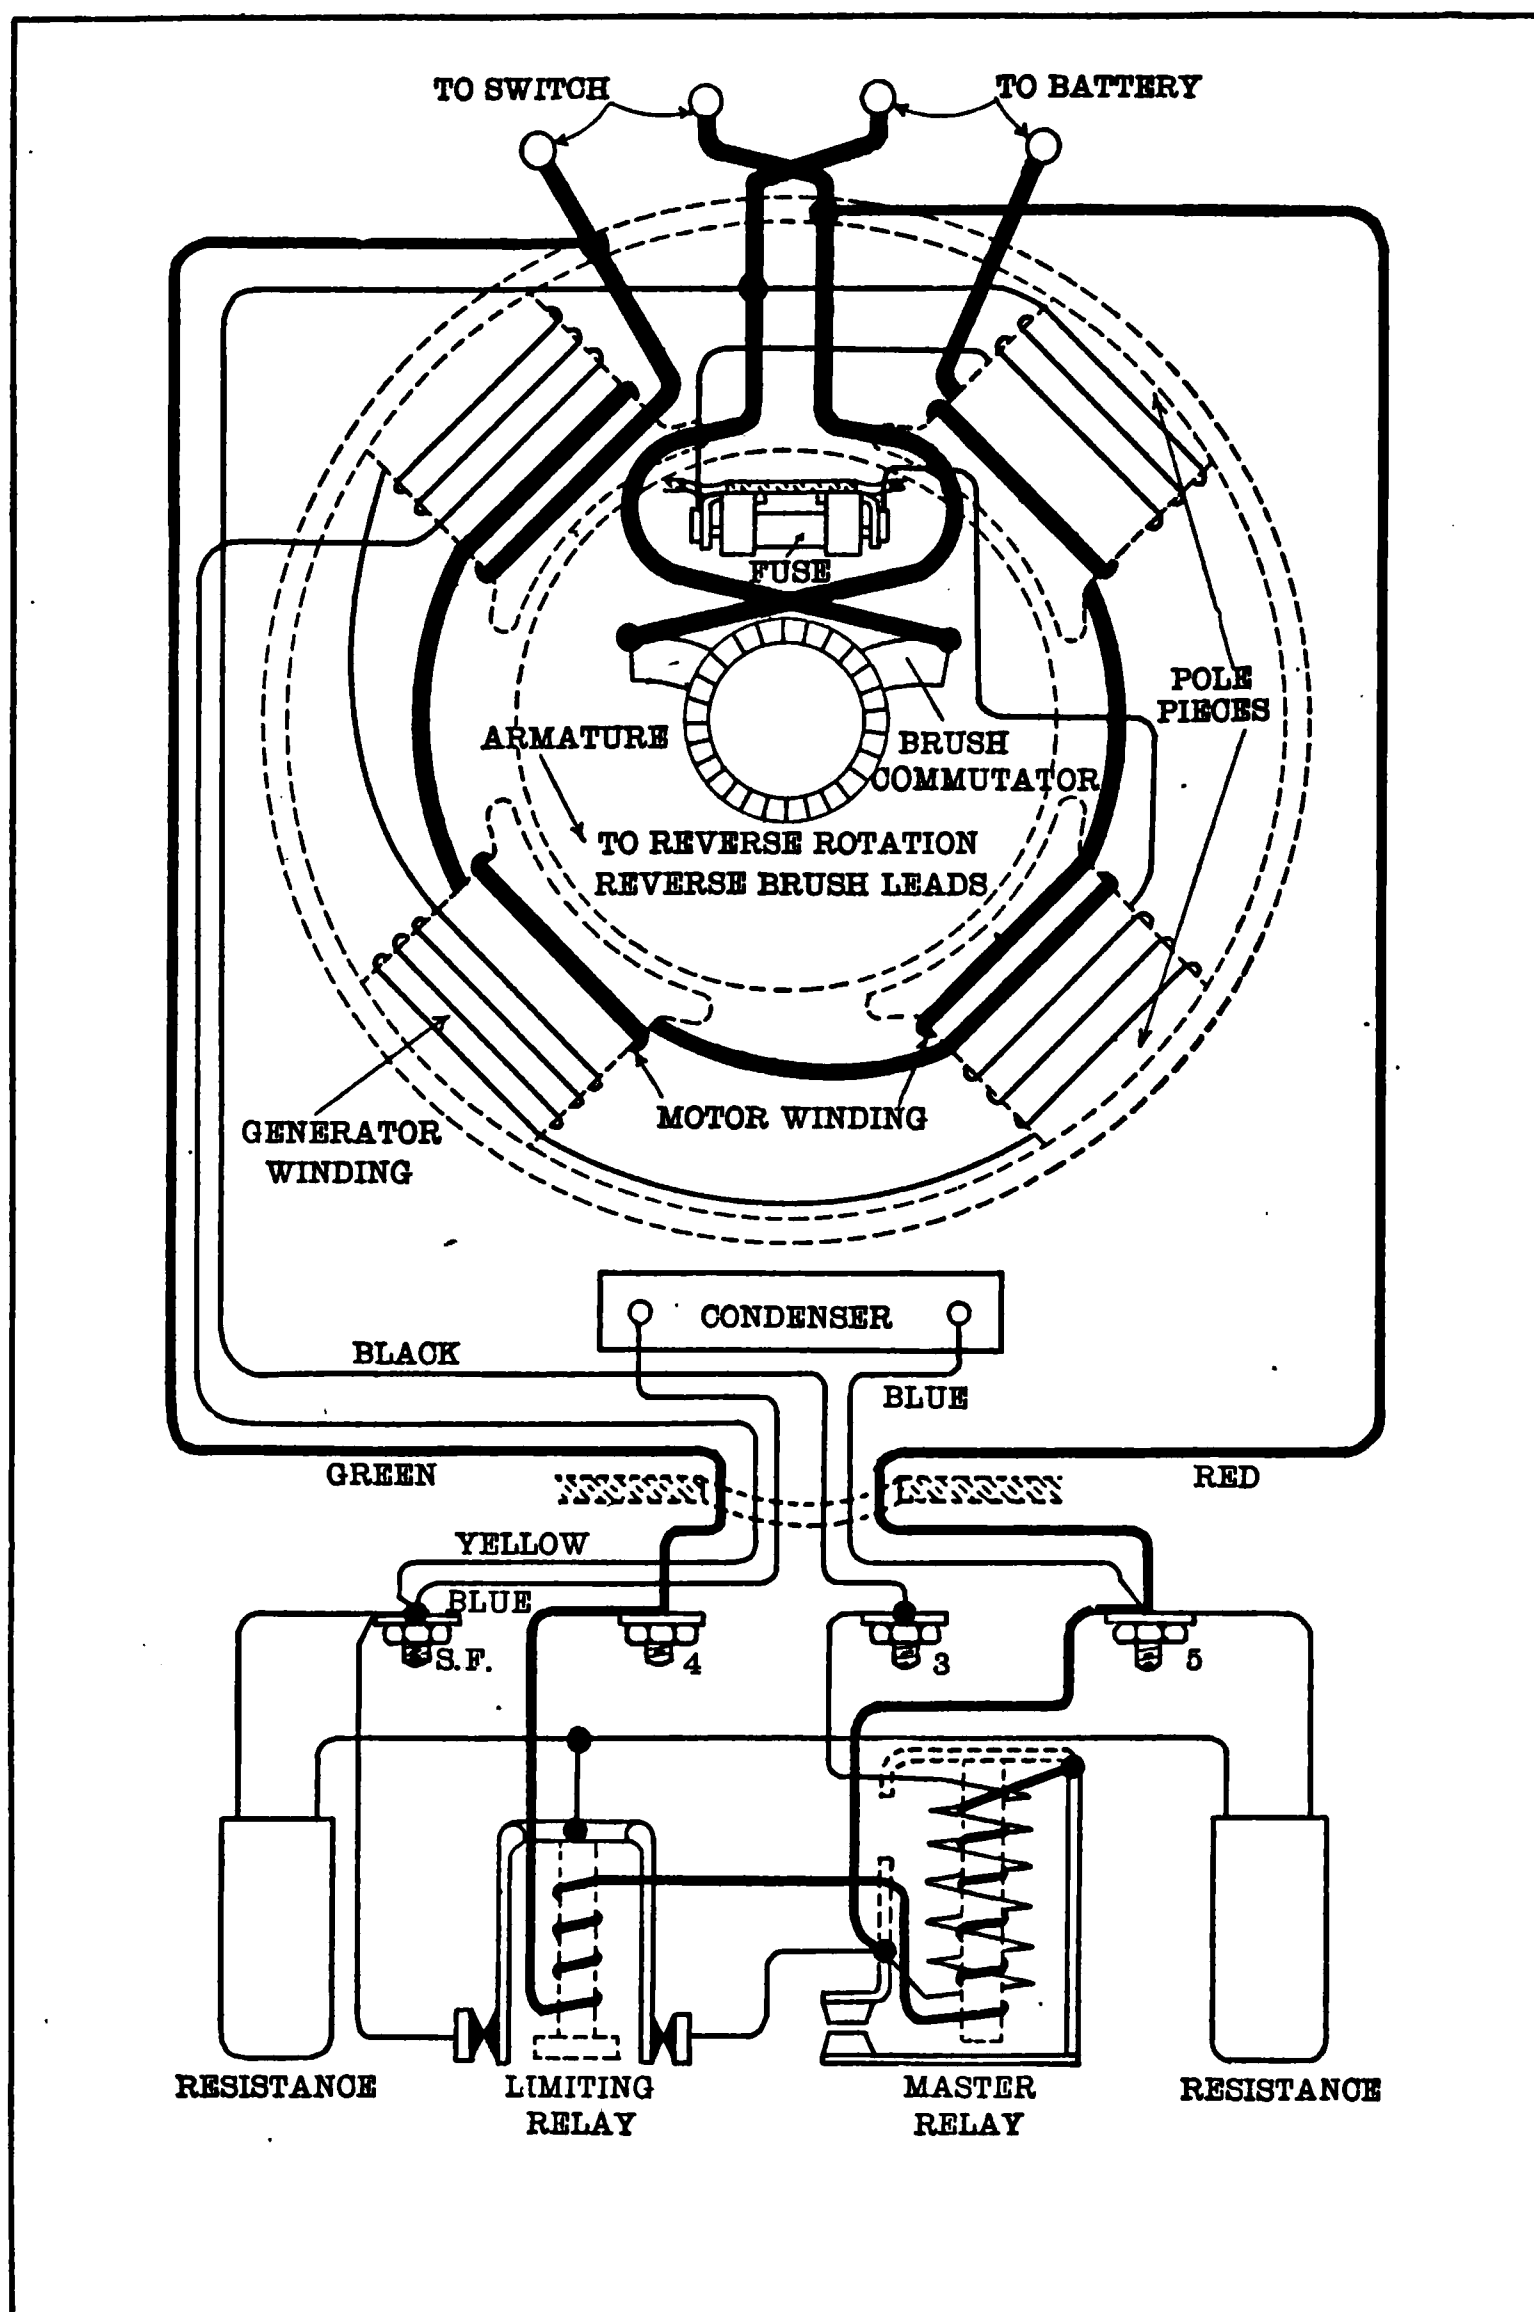 TO SWITCH
TO BATTERY
FUSE
POLE
PIECES
ARMATURE
BRUSH
COMMUTATOR
TO REVERSE ROTATION
REVERSE BRUSH LEADS
MOTOR WINDING
GENERATOR
WINDING
CONDENSER
BLACK
BLUE
GREEN
RED
YELLOW
BLUE
S.F.
4
3
5
RESISTANCE
LIMITING
RELAY
MASTER
RELAY
RESISTANCE